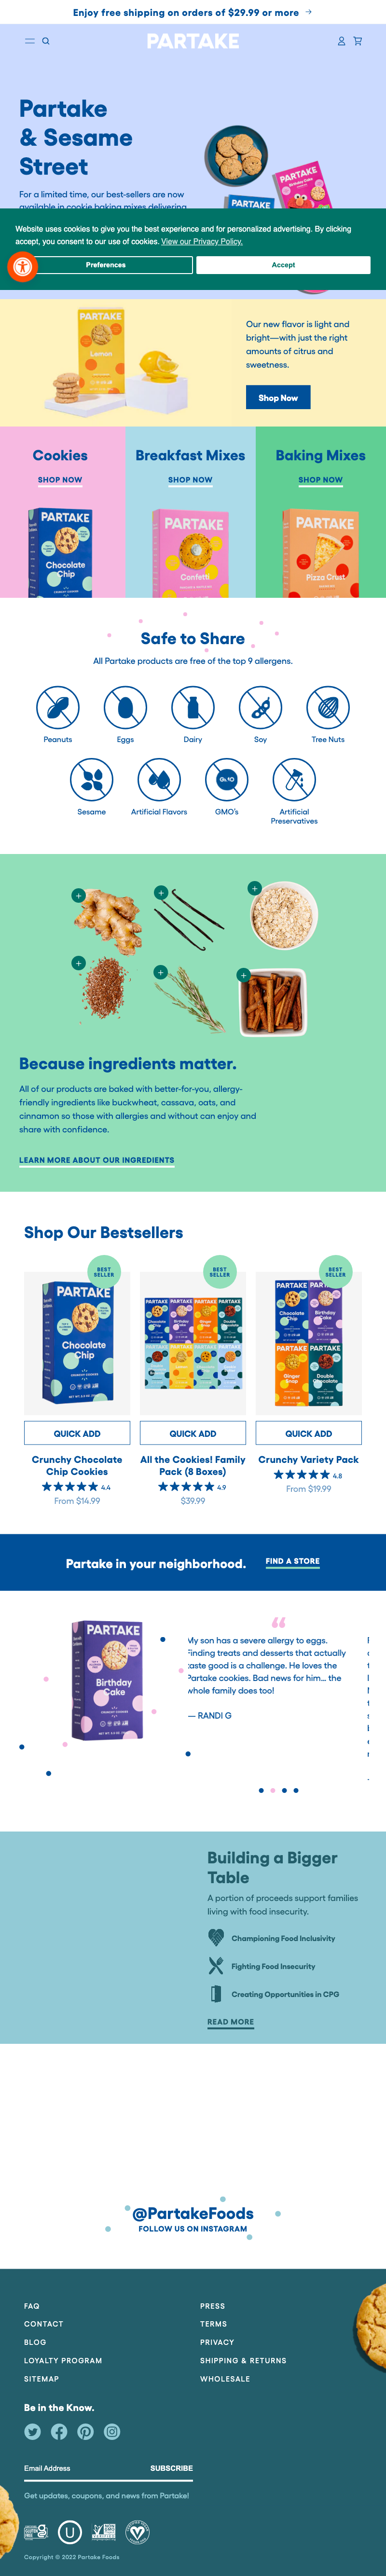 Enjoy free shipping on orders of $29.99 or more →
PARTAKE
Partake
& Sesame
Street
For a limited time, our best-sellers are now
available in cookie baking mixes delivering
Website uses cookies to give you the best experience and for personalized advertising. By clicking
accept, you consent to our use of cookies. View our Privacy Policy.
Preferences
Accept
PARTAKE
Lemon
Our new flavor is light and
bright—with just the right
amounts of citrus and
sweetness.
Shop Now
Cookies
SHOP NOW
Breakfast Mixes
SHOP NOW
Baking Mixes
SHOP NOW
PARTAKE
Chocolate
Chip
PARTAKE
Confetti
PARTAKE
Pizza Crust
Safe to Share
All Partake products are free of the top 9 allergens.
Peanuts
Eggs
Dairy
Soy
Tree Nuts
Sesame
Artificial Flavors
GMO's
Artificial
Preservatives
Because ingredients matter.
All of our products are baked with better-for-you, allergy-
friendly ingredients like buckwheat, cassava, oats, and
cinnamon so those with allergies and without can enjoy and
share with confidence.
LEARN MORE ABOUT OUR INGREDIENTS
Shop Our Bestsellers
BEST
SELLER
BEST
SELLER
BEST
SELLER
PARTAKE
Chocolate
Chip
QUICK ADD
QUICK ADD
QUICK ADD
Crunchy Chocolate
Chip Cookies
4.4
From $14.99
All the Cookies! Family
Pack (8 Boxes)
4.9
$39.99
Crunchy Variety Pack
4.8
From $19.99
Partake in your neighborhood.
FIND A STORE
PARTAKE
Birthday
Cake
“
My son has a severe allergy to eggs.
Finding treats and desserts that actually
taste good is a challenge. He loves the
Partake cookies. Bad news for him... the
whole family does too!
— RANDI G
Building a Bigger
Table
A portion of proceeds support families
living with food insecurity.
Championing Food Inclusivity
Fighting Food Insecurity
Creating Opportunities in CPG
READ MORE
@PartakeFoods
FOLLOW US ON INSTAGRAM
FAQ
CONTACT
BLOG
LOYALTY PROGRAM
SITEMAP
PRESS
TERMS
PRIVACY
SHIPPING & RETURNS
WHOLESALE
Be in the Know.
Email Address
SUBSCRIBE
Get updates, coupons, and news from Partake!
Copyright © 2022 Partake Foods